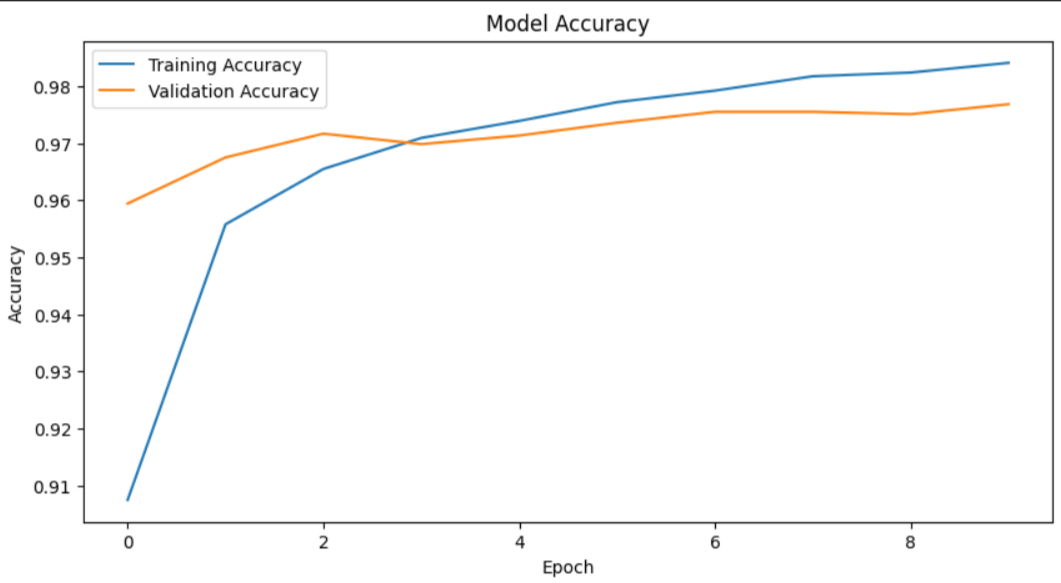 Model Accuracy
Training Accuracy
Validation Accuracy
0.98
0.97
0.96
0.95
0.94
0.93
0.92
0.91
Accuracy
0 2 4 6 8
Epoch